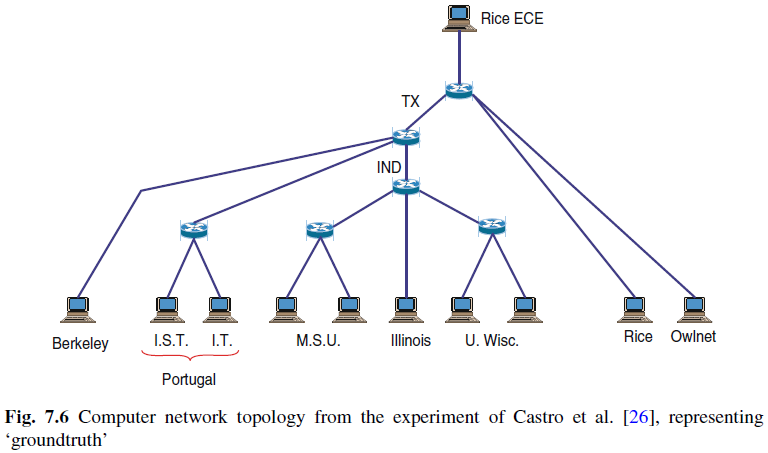 Rice ECE
TX
IND
Berkeley
I.S.T. I.T.
M.S.U.
Illinois
U. Wisc.
Rice Owlnet
Portugal
Fig. 7.6 Computer network topology from the experiment of Castro et al. [26], representing
‘groundtruth’